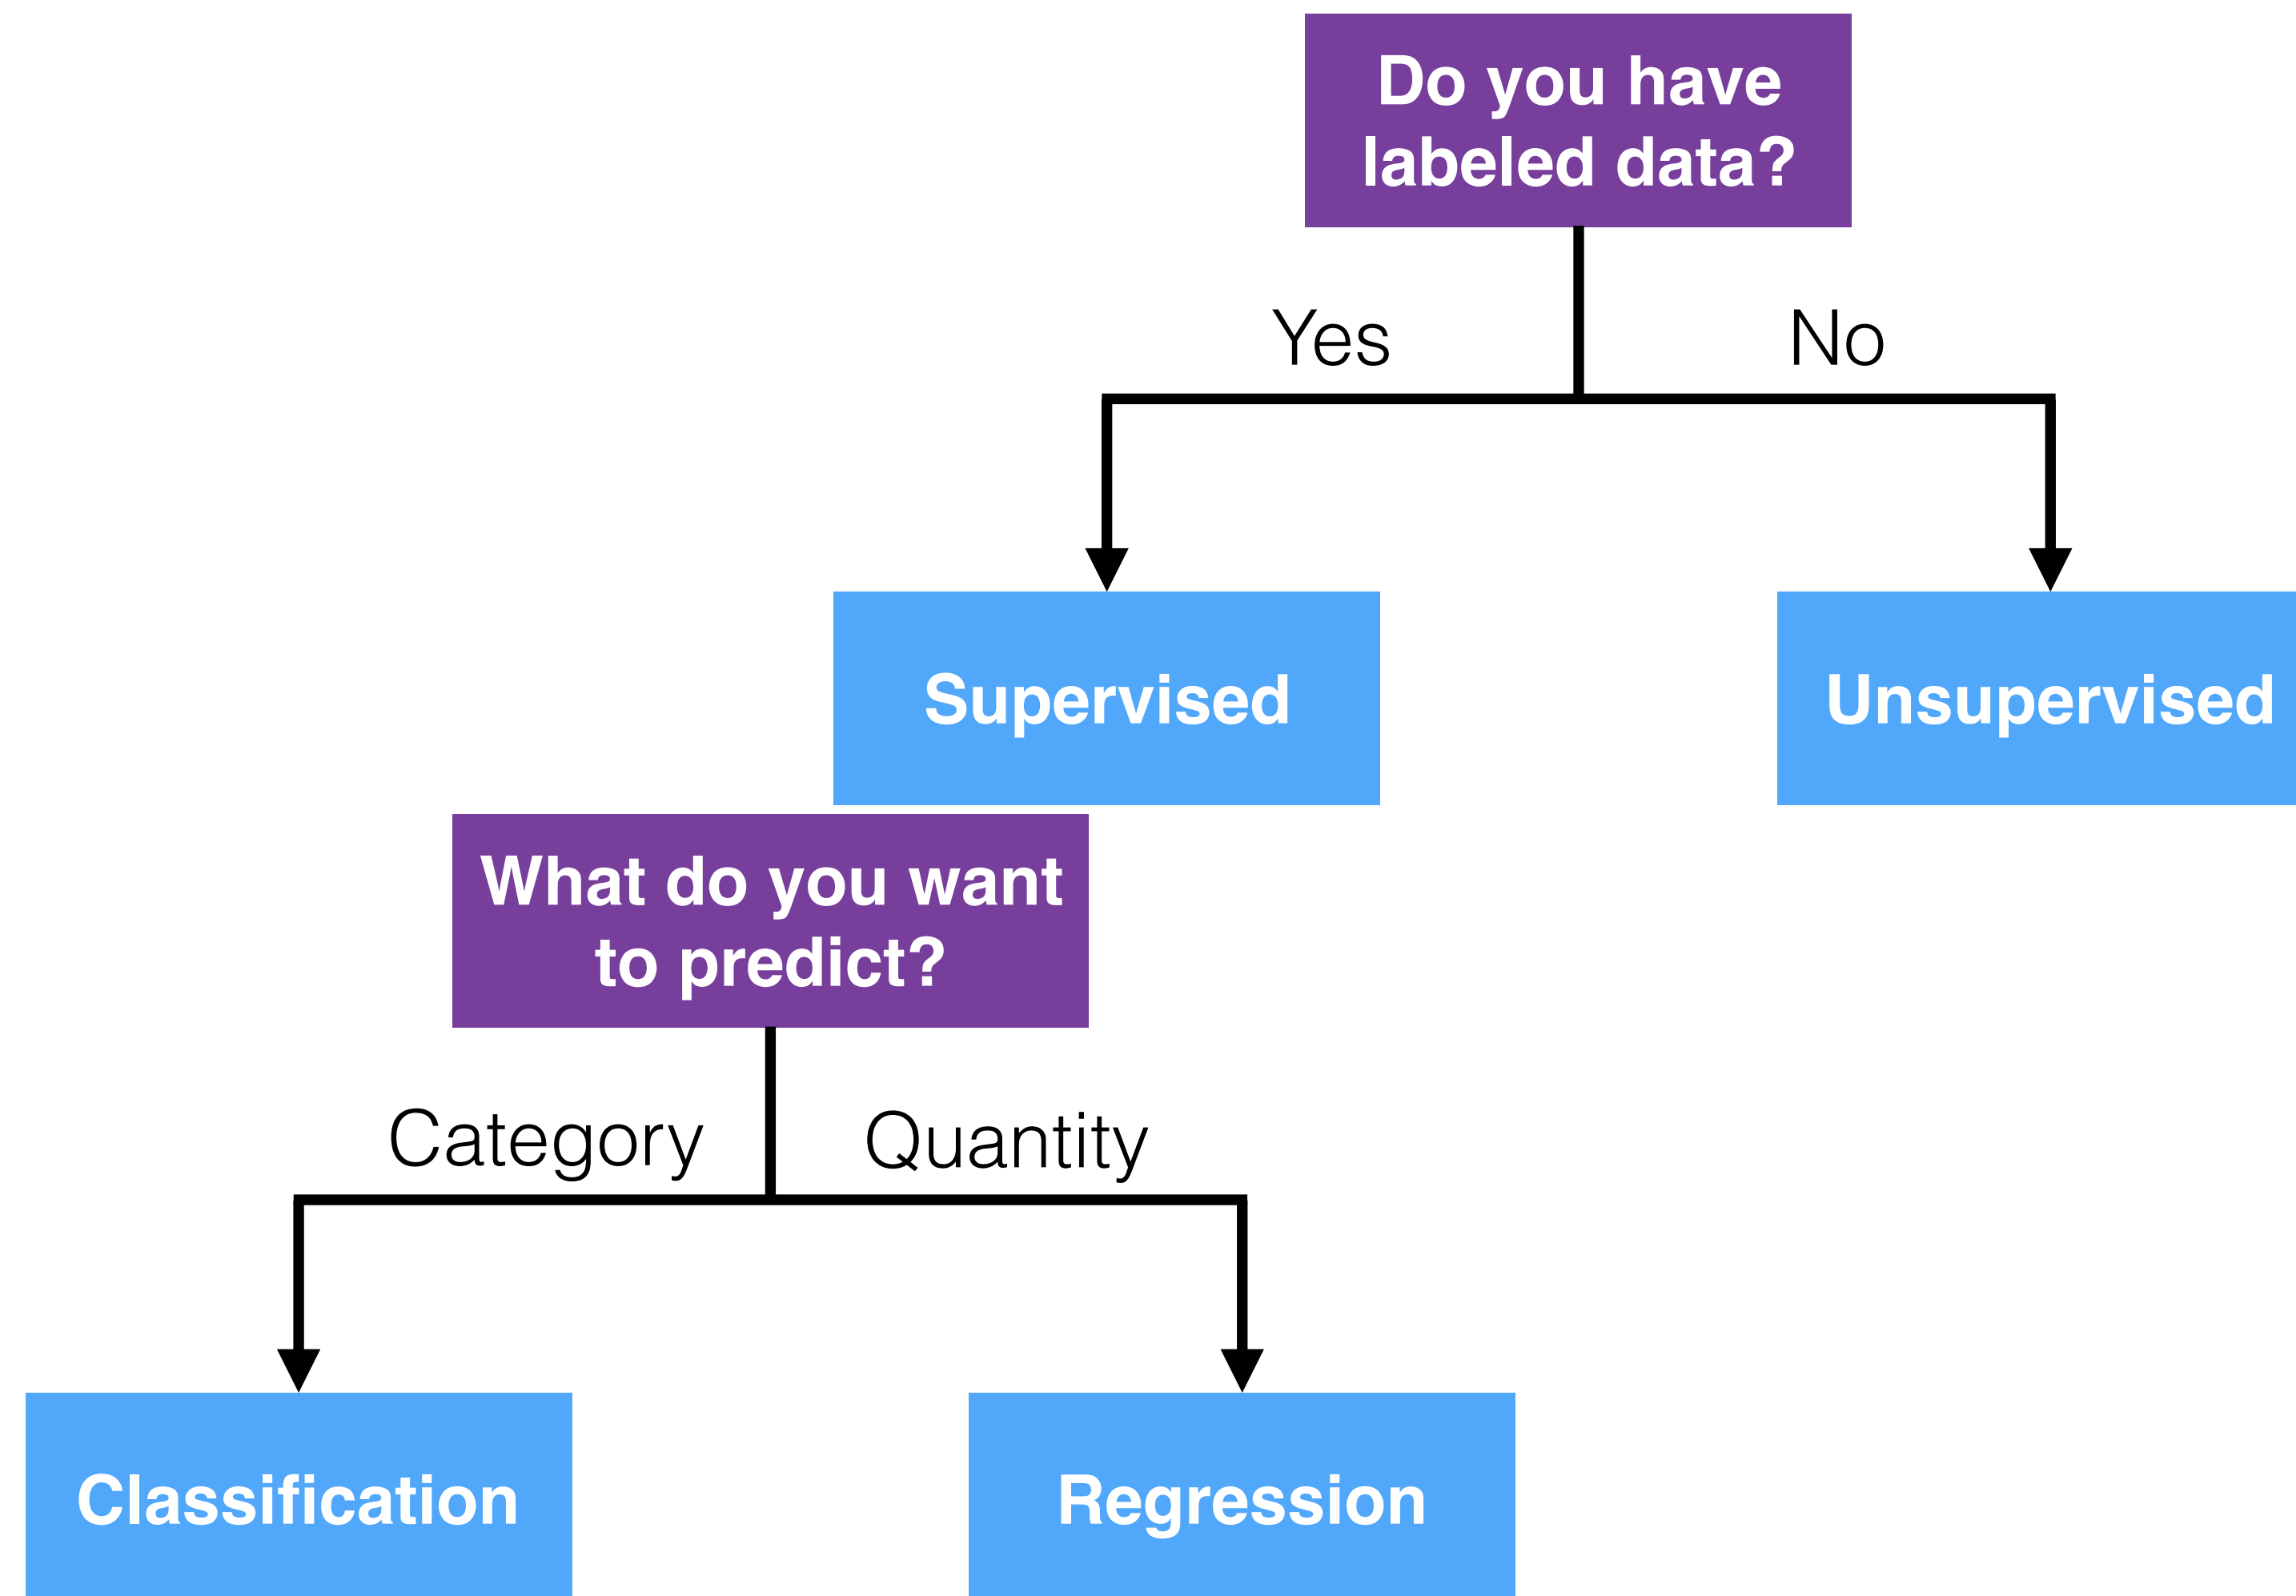 Do you have
labeled data?
Yes
No
Supervised
Unsupervised
What do you want
to predict?
Category
Quantity
Classification
Regression